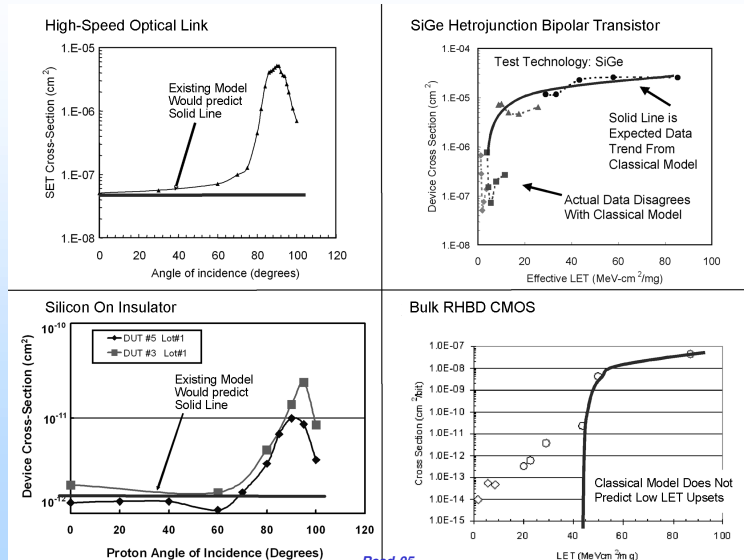 High-Speed Optical Link
1.E-05
1.E-06
1.E-07
1.E-08
SET Cross-Section (cm2)
Existing Model
Would predict
Solid Line
0 20 40 60 80 100 120
Angle of incidence (degrees)
SiGe Hetrojunction Bipolar Transistor
1.E-04
1.E-05
1.E-06
1.E-07
1.E-08
Device Cross Section (cm2)
Test Technology: SiGe
Solid Line is
Expected Data
Trend From
Classical Model
Actual Data Disagrees
With Classical Model
0 20 40 60 80 100
Effective LET (MeV-cm2/mg)
Silicon On Insulator
10-10
10-11
10-12
Device Cross-Section (cm2)
DUT #5 Lot#1
DUT #3 Lot#1
Existing Model
Would predict
Solid Line
0 20 40 60 80 100 120
Proton Angle of Incidence (Degrees)
Bulk RHBD CMOS
1.0E-07
1.0E-08
1.0E-09
1.0E-10
1.0E-11
1.0E-12
1.0E-13
1.0E-14
1.0E-15
Cross Section (cm2/bit)
Classical Model Does Not
Predict Low LET Upsets
0 20 40 60 80 100
LET (MeVcm2/mg)